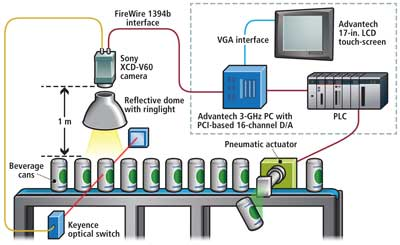 FireWire 1394b
interface
Advantech
17-in. LCD
touch-screen
VGA interface
Sony
XCD-V60
camera
Reflective dome
with ringlight
1 m
Advantech 3-GHz PC with
PCI-based 16-channel D/A
PLC
Pneumatic actuator
Beverage
cans
Keyence
optical switch